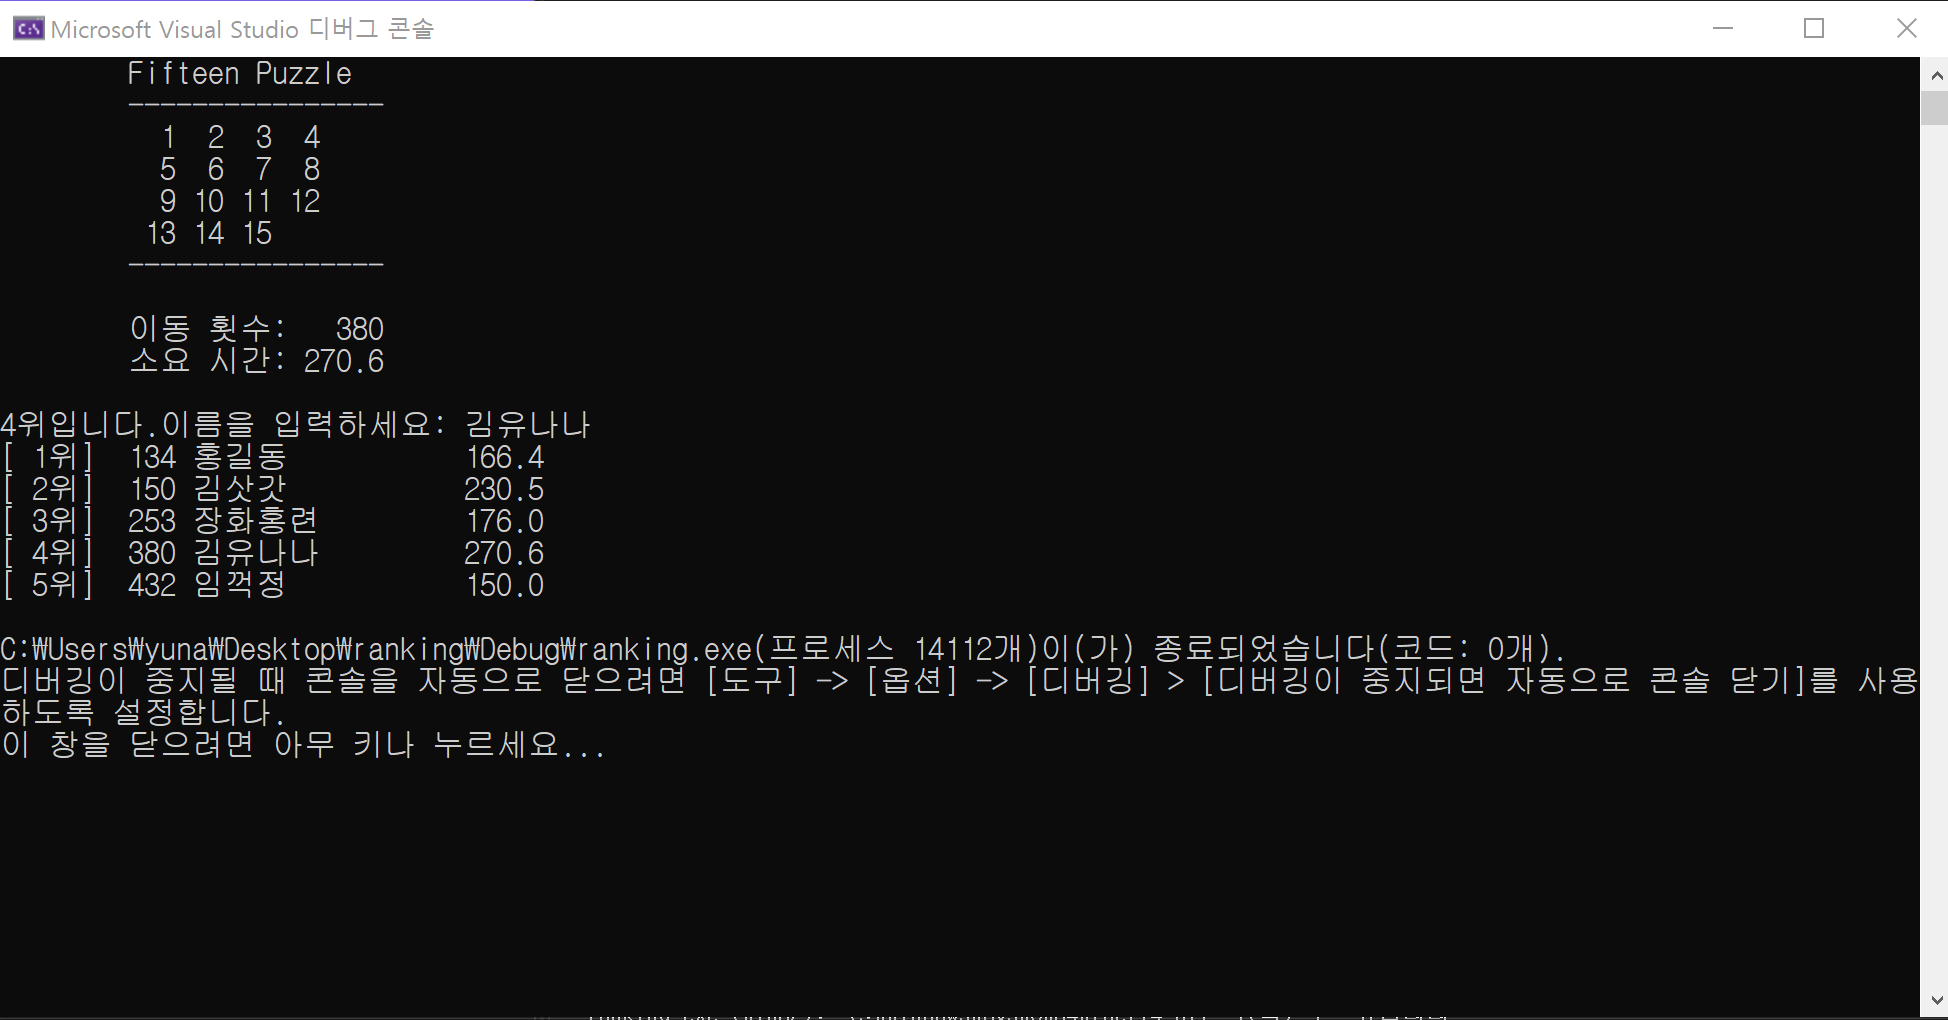 Microsoft Visual Studio 디버그 콘솔
Fifteen Puzzle
----------------
1 2 3 4
5 6 7 8
9 10 11 12
13 14 15
----------------
이동 횟수: 380
소요 시간: 270.6
4위입니다.이름을 입력하세요: 김유나나
[ 1위] 134 홍길동 166.4
[ 2위] 150 김삿갓 230.5
[ 3위] 253 장화홍련 176.0
[ 4위] 380 김유나나 270.6
[ 5위] 432 임꺽정 150.0
C:₩Users₩yuna₩Desktop₩ranking₩Debug₩ranking.exe(프로세스 14112개)이(가) 종료되었습니다(코드: 0개).
디버깅이 중지될 때 콘솔을 자동으로 닫으려면 [도구] -> [옵션] -> [디버깅] > [디버깅이 중지되면 자동으로 콘솔 닫기]를 사용
하도록 설정합니다.
이 창을 닫으려면 아무 키나 누르세요...